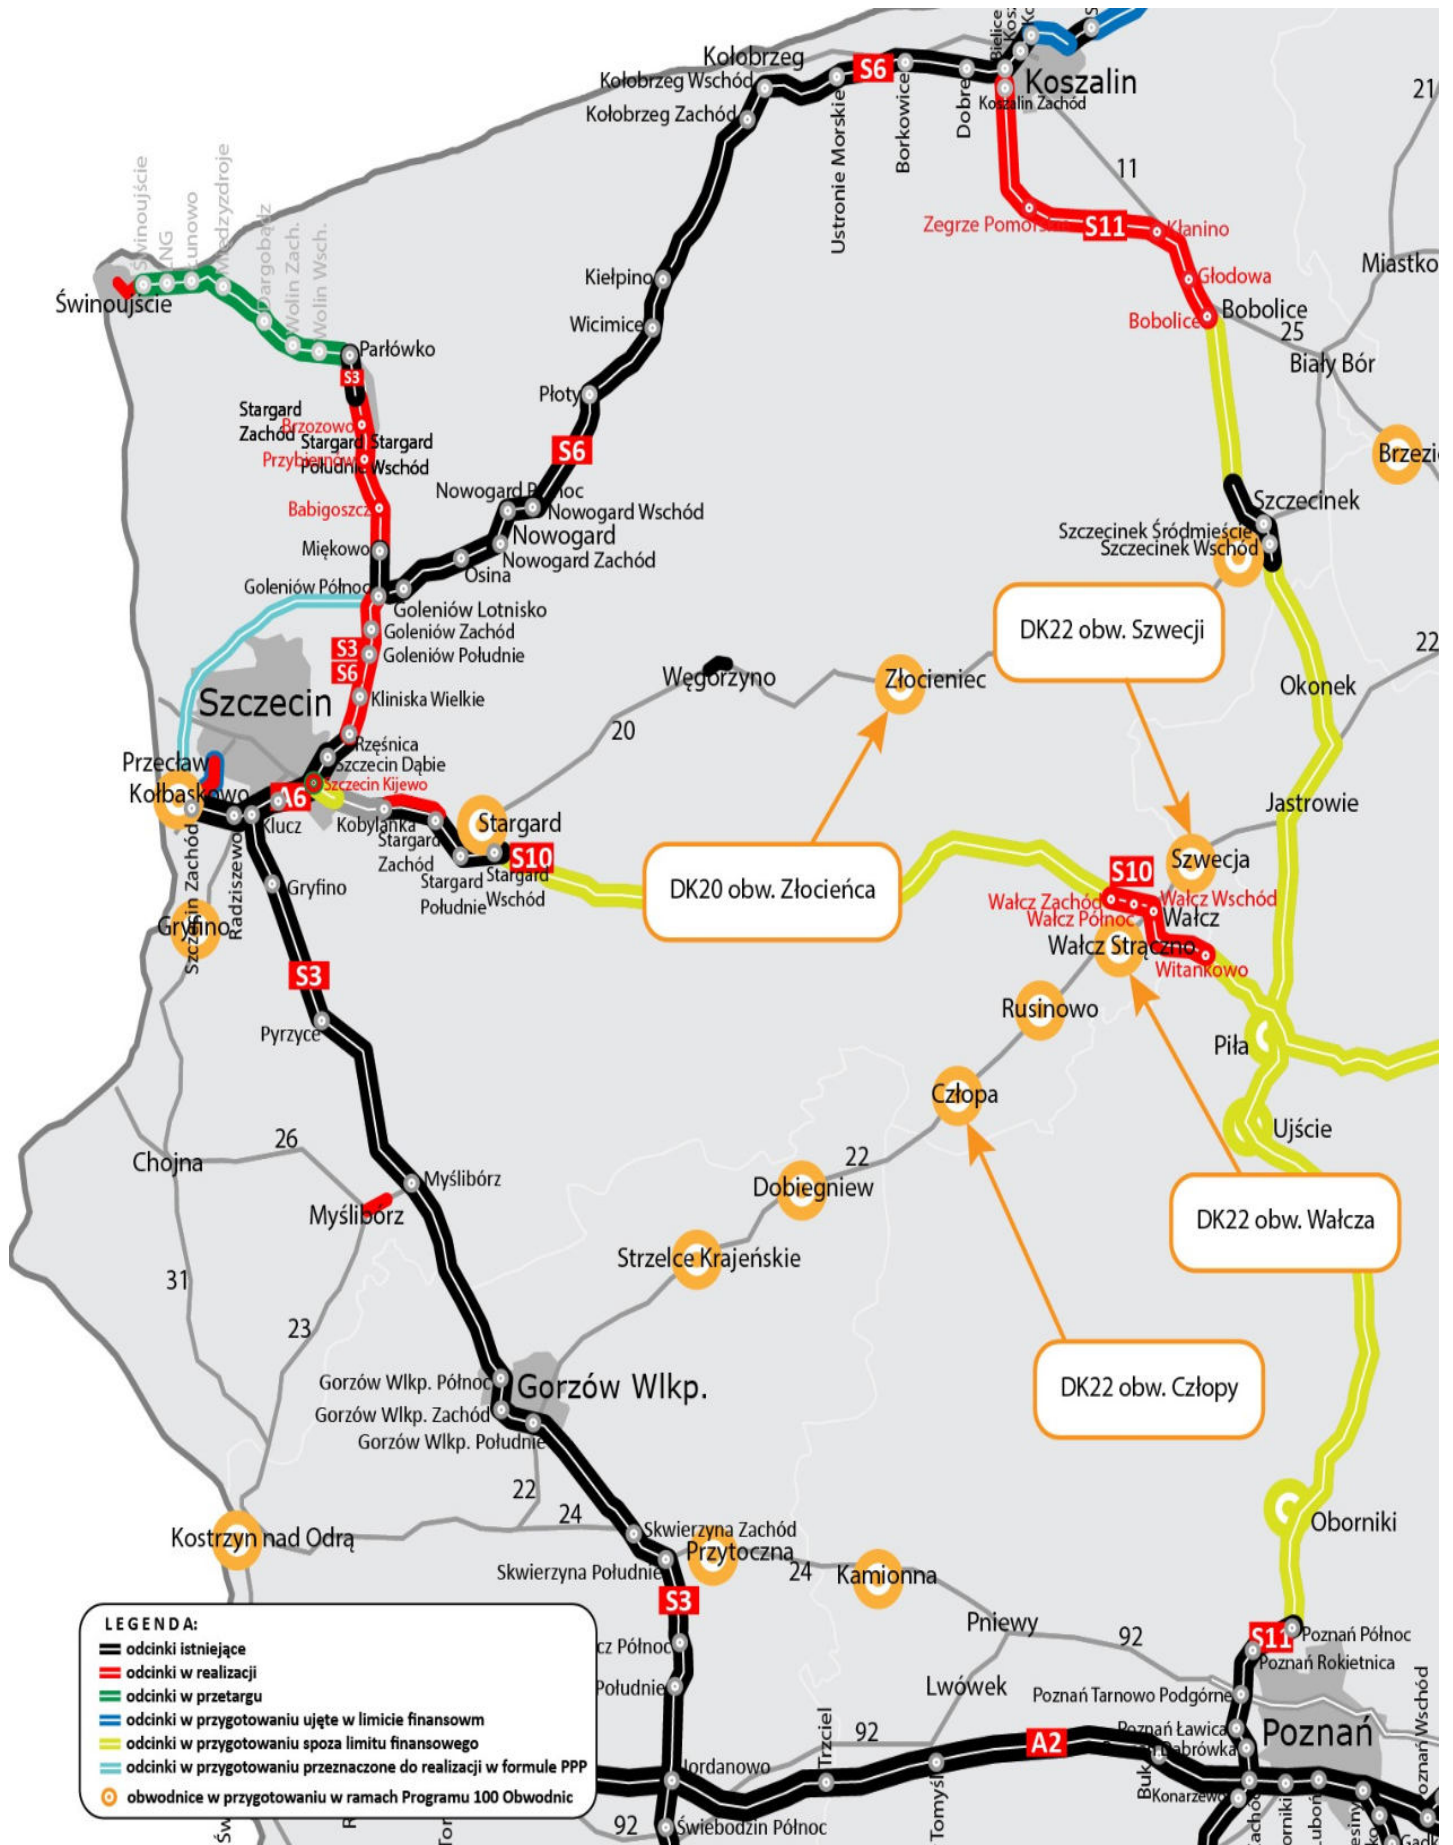 Kołobrzeg
Kołobrzeg Wschód
Kołobrzeg Zachód
S6
Ustronie Morskie
Borkowice
Dobre
Bielice
Koszalin
Koszalin Zachód
21
11
Zegrze Pomorskie
S11
Kłanino
Głodowa
Bobolice
Bobolice
25
Miastko
Biały Bór
Świnoujście
LNG
Łunowo
Międzyzdroje
Dargobądz
Wolin Zach.
Wolin Wsch.
Świnoujście
Parłówko
S3
Stargard
Zachód
Brzozowo
Stargard
Południe
Stargard
Wschód
Przybiernów
Babigoszcz
Miękowo
Kiełpino
Wicimice
Płoty
S6
Nowogard Północ
Nowogard Wschód
Nowogard
Nowogard Zachód
Osina
Goleniów Północ
Goleniów Lotnisko
Goleniów Zachód
S3
S6
Goleniów Południe
Kliniska Wielkie
Szczecin
Rzęśnica
Szczecin Dąbie
Szczecin Kijewo
Przecław
Kołbaskowo
A6
Klucz
Kobylanka
Stargard
Zachód
Stargard
Południe
Stargard
Wschód
Stargard
S10
Szczecin Zachód
Radziszewo
Gryfino
Gryfino
S3
Pyrzyce
20
Węgorzyno
Złocieniec
Szczecinek
Szczecinek Śródmieście
Szczecinek Wschód
DK22 obw. Szwecji
22
Okonek
Jastrowie
DK20 obw. Złocieńca
S10
Szwecja
Wałcz Zachód
Wałcz Wschód
Wałcz Północ
Wałcz
Wałcz Strączno
Witankowo
Rusinowo
Piła
Człopa
Ujście
26
Chojna
Myślibórz
Myślibórz
22
Dobiegniew
Strzelce Krajeńskie
DK22 obw. Wałcza
31
23
Gorzów Wlkp. Północ
Gorzów Wlkp.
Gorzów Wlkp. Zachód
Gorzów Wlkp. Południe
DK22 obw. Człopy
22
24
Kostrzyn nad Odrą
Skwierzyna Zachód
Przytoczna
Skwierzyna Południe
24
Kamionna
Oborniki
S3
Pniewy
92
S11
Poznań Północ
Poznań Rokietnica
Lwówek
Poznań Tarnowo Podgórne
Poznań Ławica
Poznań
Poznań Wschód
92
A2
Trzciel
Buk
Konarzewo
Jordanowo
92
Świebodzin Północ
Tomyśl
LEGENDA:
odcinki istniejące
odcinki w realizacji
odcinki w przetargu
odcinki w przygotowaniu ujęte w limicie finansowm
odcinki w przygotowaniu spoza limitu finansowego
odcinki w przygotowaniu przeznaczone do realizacji w formule PPP
obwodnice w przygotowaniu w ramach Programu 100 Obwodnic